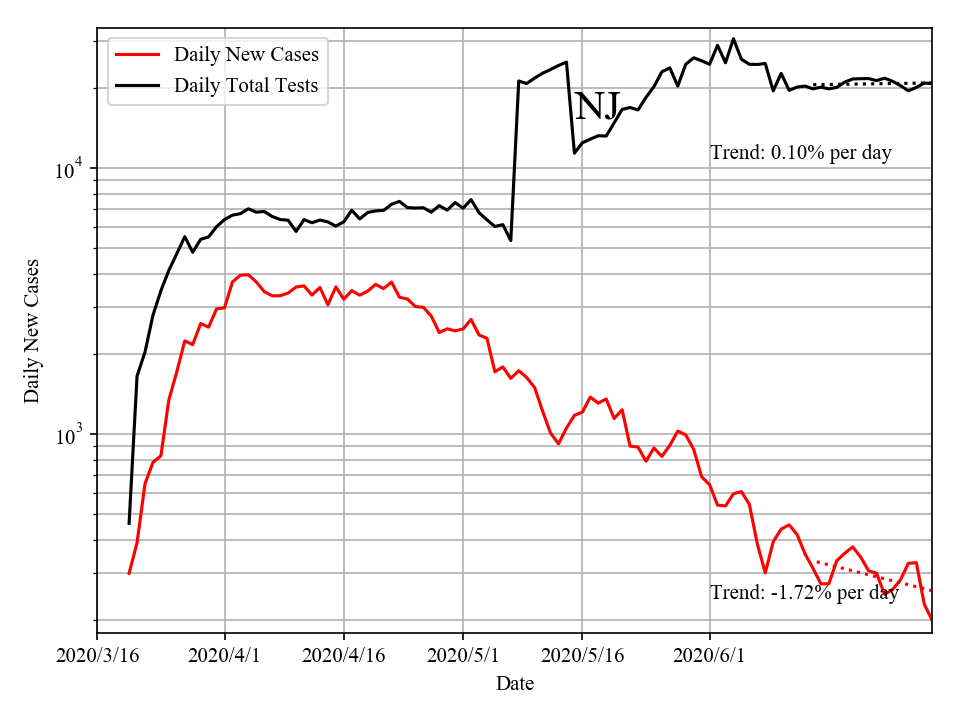 Daily New Cases
Daily Total Tests
NJ
Trend: 0.10% per day
Trend: -1.72% per day
10^4
10^3
Daily New Cases
2020/3/16 2020/4/1 2020/4/16 2020/5/1 2020/5/16 2020/6/1
Date